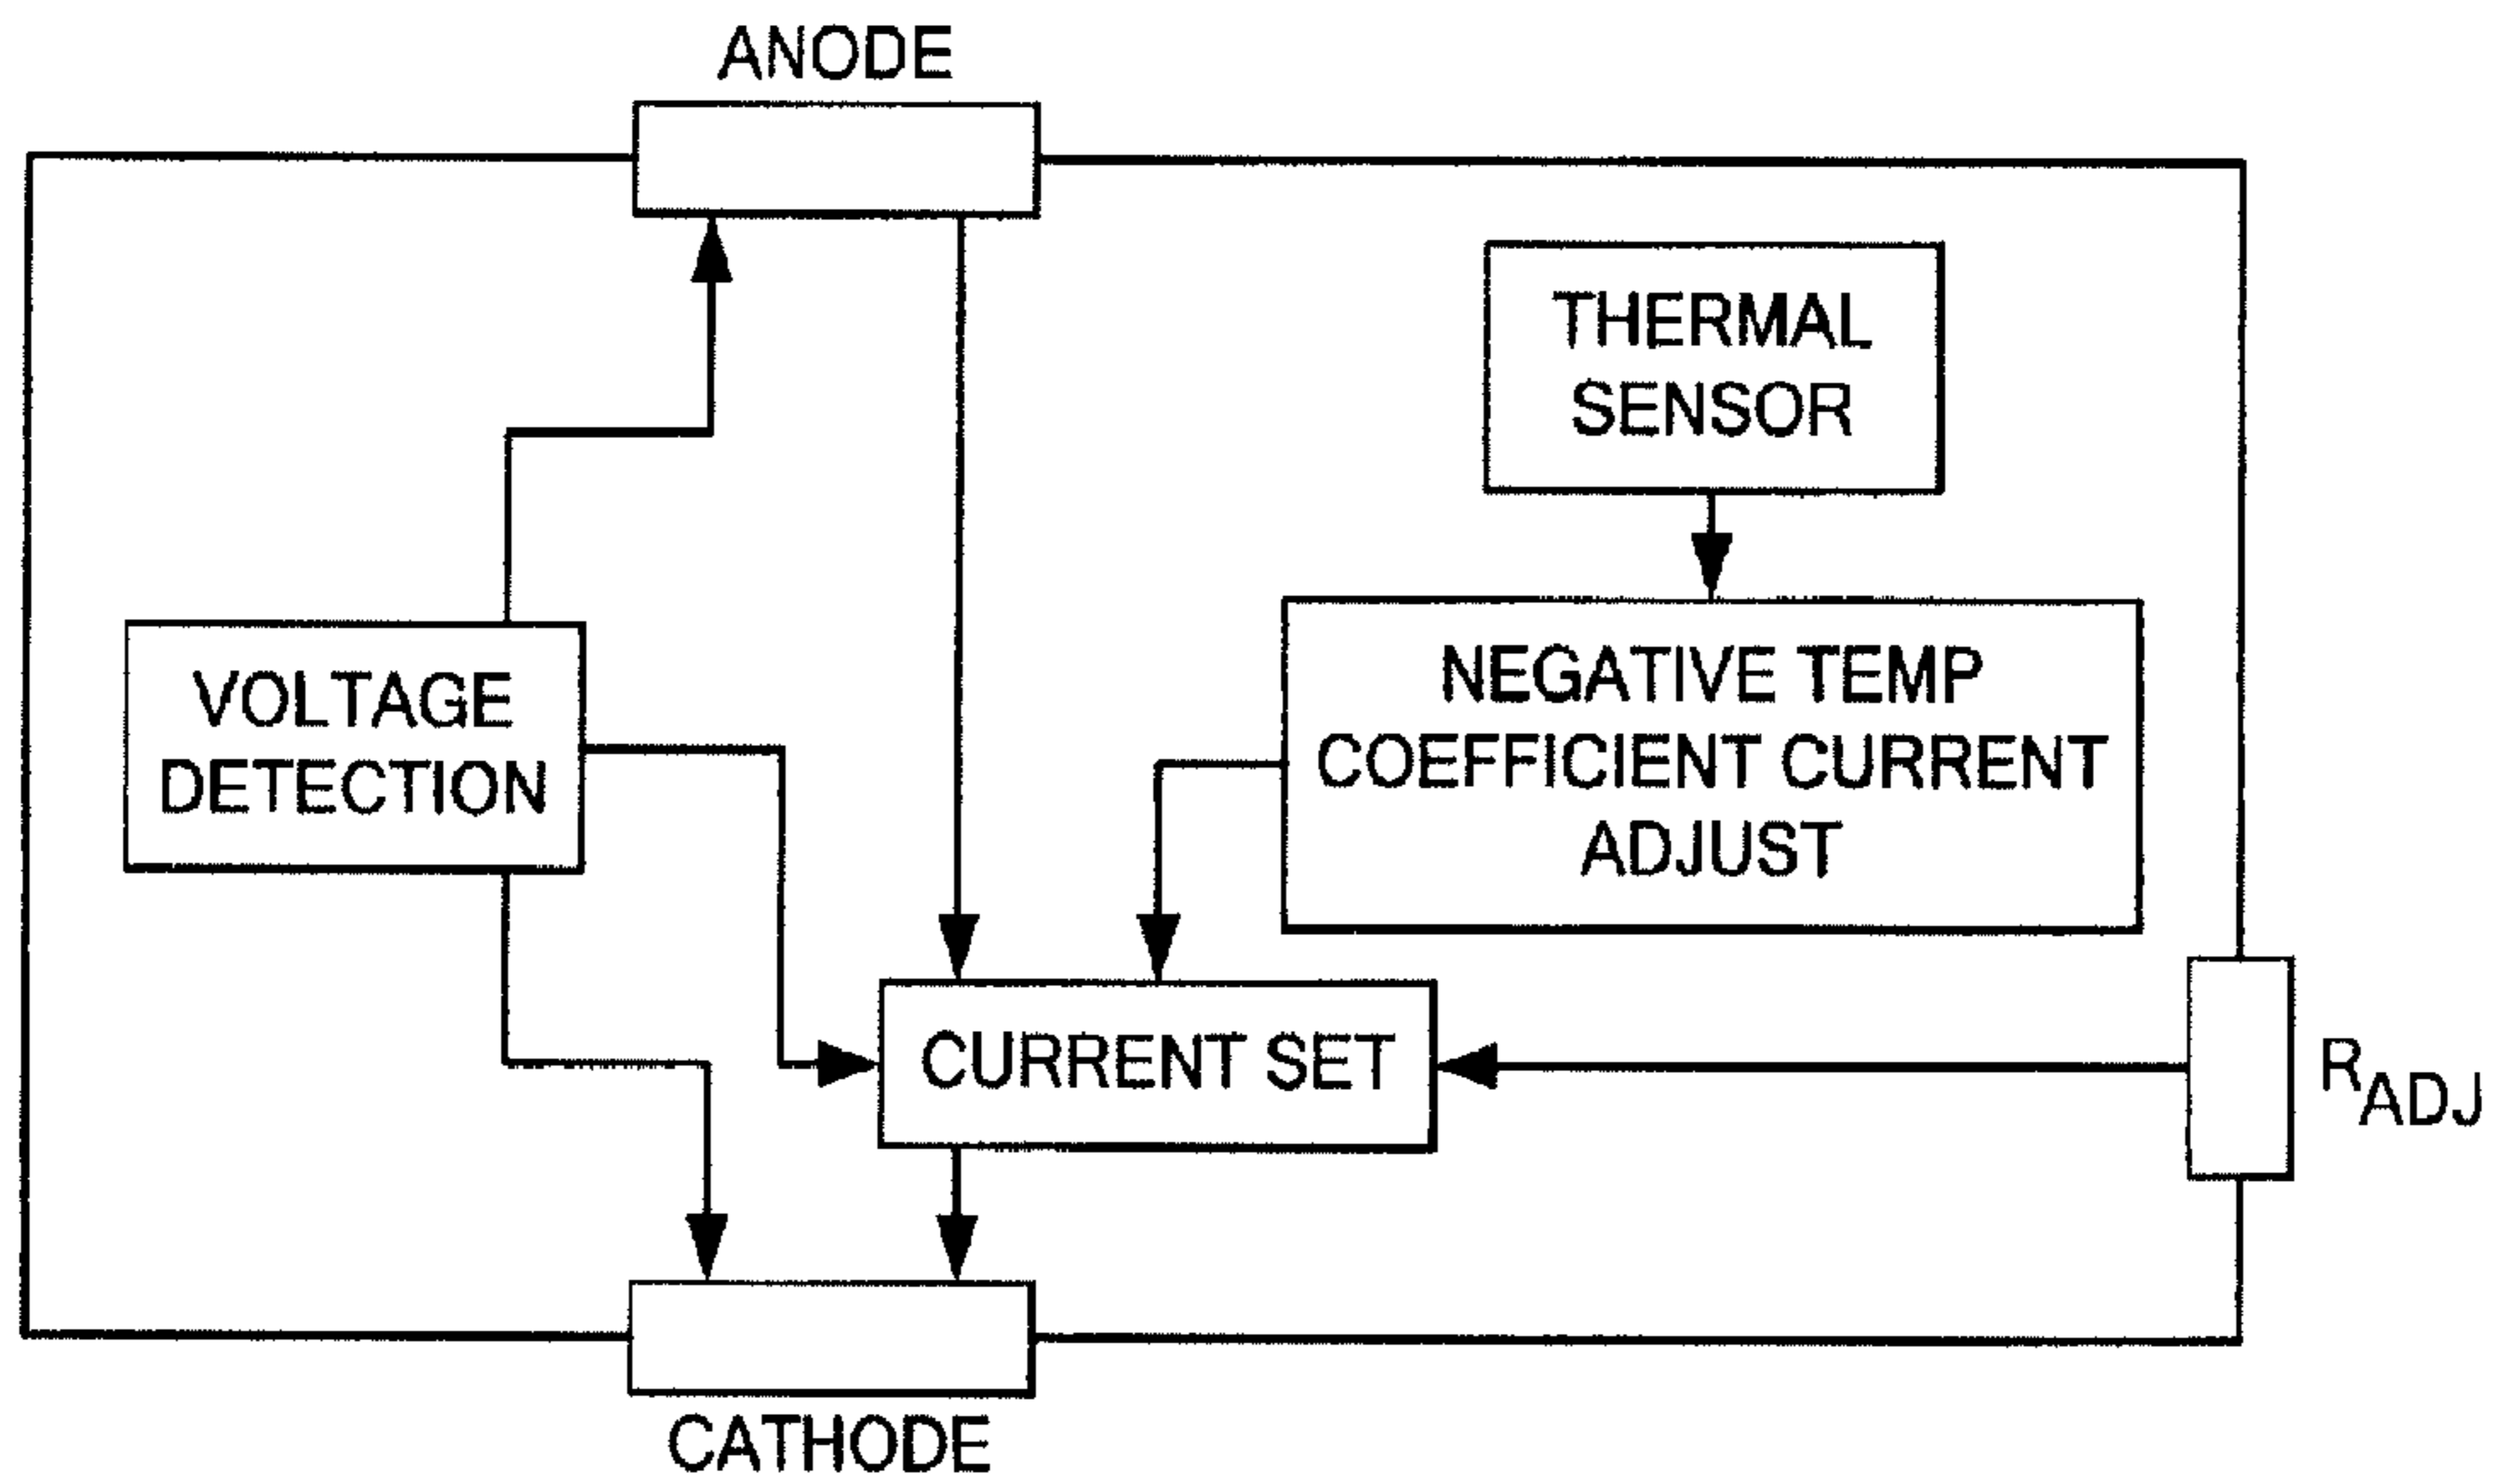 ANODE
THERMAL
SENSOR
VOLTAGE
DETECTION
NEGATIVE TEMP
COEFFICIENT CURRENT
ADJUST
CURRENT SET
RADJ
CATHODE